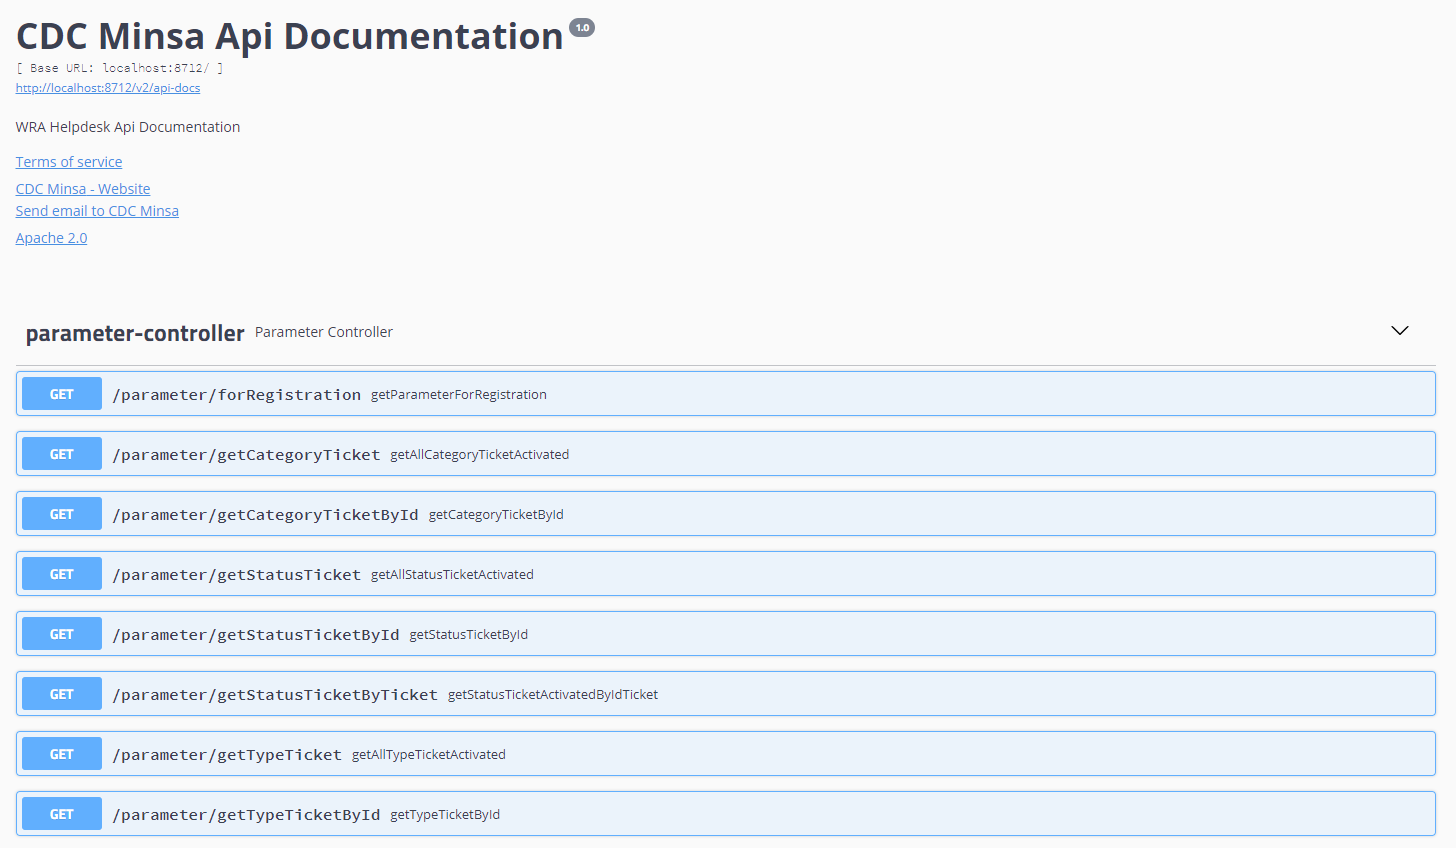 CDC Minsa Api Documentation 1.0
[ Base URL: localhost:8712/ ]
http://localhost:8712/v2/api-docs
WRA Helpdesk Api Documentation
Terms of service
CDC Minsa - Website
Send email to CDC Minsa
Apache 2.0
parameter-controller Parameter Controller
GET /parameter/forRegistration getParameterForRegistration
GET /parameter/getCategoryTicket getAllCategoryTicketActivated
GET /parameter/getCategoryTicketById getCategoryTicketById
GET /parameter/getStatusTicket getAllStatusTicketActivated
GET /parameter/getStatusTicketById getStatusTicketById
GET /parameter/getStatusTicketByTicket getStatusTicketActivatedByIdTicket
GET /parameter/getTypeTicket getAllTypeTicketActivated
GET /parameter/getTypeTicketById getTypeTicketById